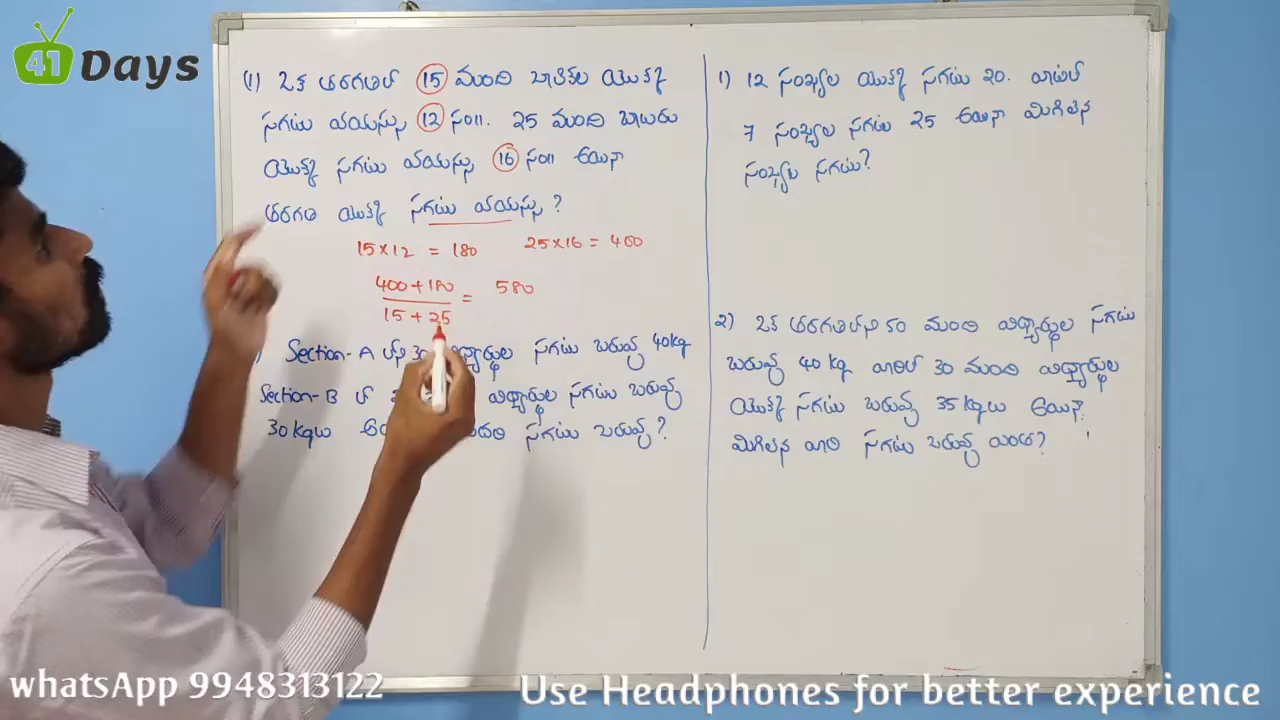 41 Days
(1) ఒక తరగతిలో 15 మంది బాలికల యొక్క
సగటు వయస్సు 12 సం||. 25 మంది బాలురు
యొక్క సగటు వయస్సు 16 సం|| అయినా
తరగతి యొక్క సగటు వయస్సు ?
15 x 12 = 180 25 x 16 = 400
400 + 180 = 580
15 + 25
) Section-A లోని 30 విద్యార్థుల సగటు బరువు 40kg
Section-B లో విద్యార్థుల సగటు బరువు
30 kgలు సగటు బరువు?
1) 12 సంఖ్యల యొక్క సగటు 20. వాటిలో
7 సంఖ్యల సగటు 25 అయినా మిగిలిన
సంఖ్యల సగటు?
2) ఒక తరగతిలోని 50 మంది విద్యార్థుల సగటు
బరువు 40 kg వారిలో 30 మంది విద్యార్థుల
యొక్క సగటు బరువు 35 kgలు అయినా
మిగిలిన వారి సగటు బరువు ఎంత?
whatsApp 9948313122
Use Headphones for better experience